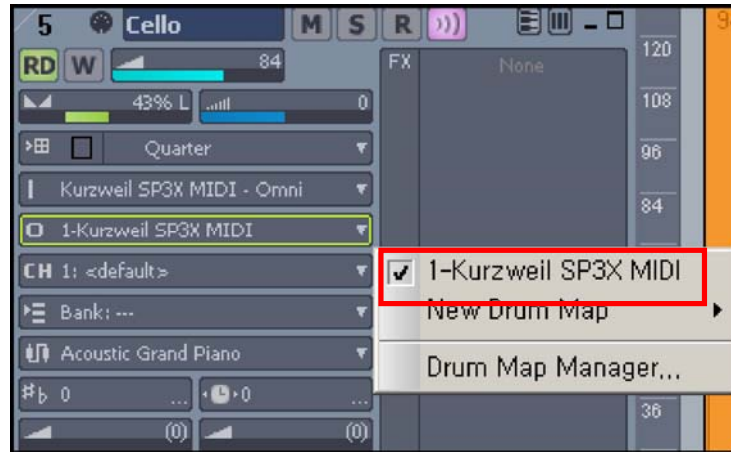 5 Cello M S R
RD W 84 FX None
43% L 0
Quarter
I Kurzweil SP3X MIDI - Omni
O 1-Kurzweil SP3X MIDI
CH 1: <default>
Bank: ---
Acoustic Grand Piano
#b 0 ... 0 ...
(0) (0)
120
108
96
84
36
1-Kurzweil SP3X MIDI
New Drum Map
Drum Map Manager...